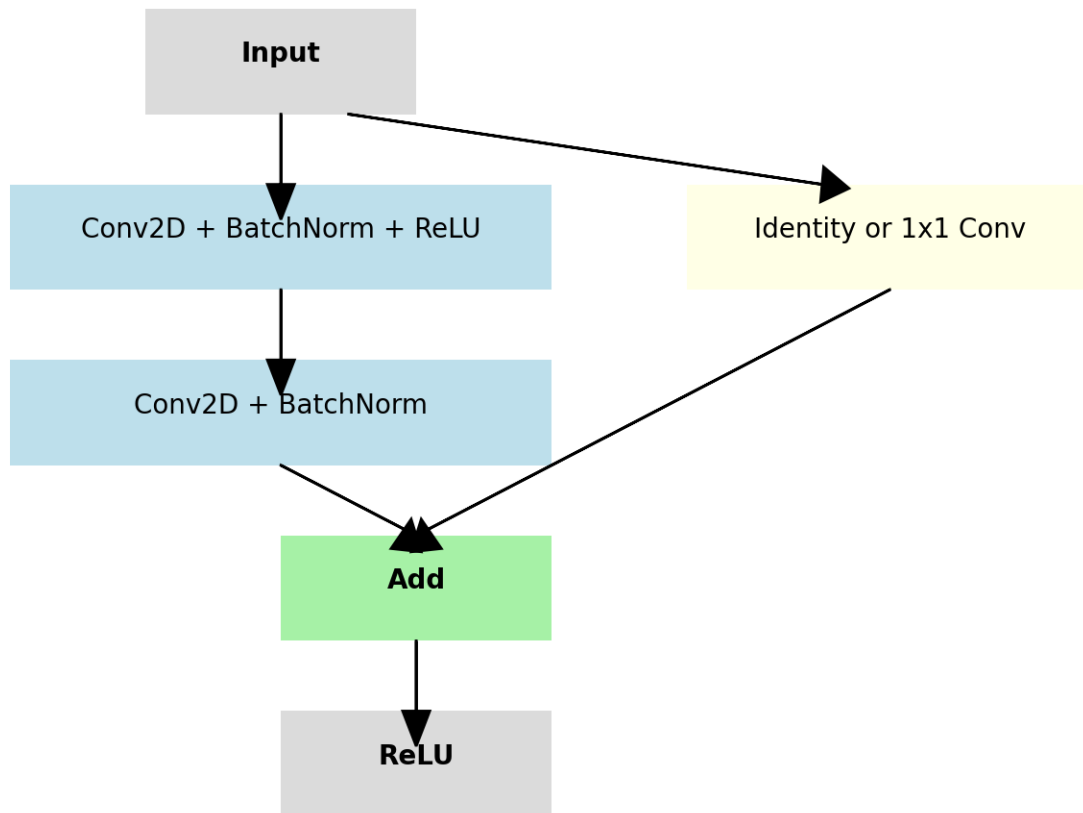 Input
Conv2D + BatchNorm + ReLU
Identity or 1x1 Conv
Conv2D + BatchNorm
Add
ReLU